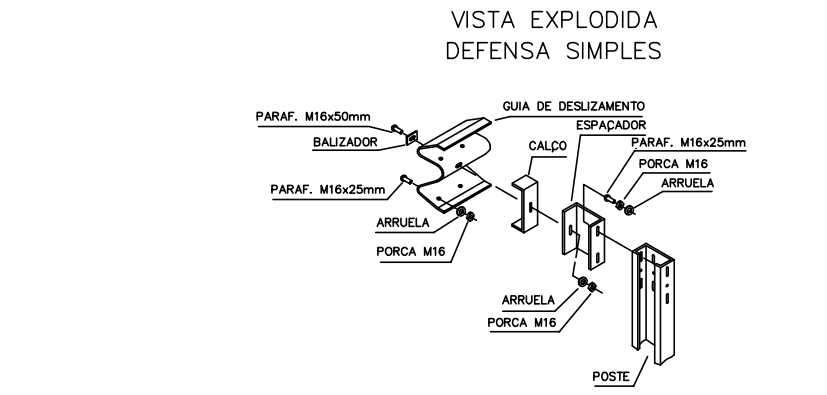 VISTA EXPLODIDA
DEFENSA SIMPLES
GUIA DE DESLIZAMENTO
PARAF. M16x50mm
ESPAÇADOR
BALIZADOR
CALÇO
PARAF. M16x25mm
PORCA M16
ARRUELA
PARAF. M16x25mm
ARRUELA
PORCA M16
ARRUELA
PORCA M16
POSTE